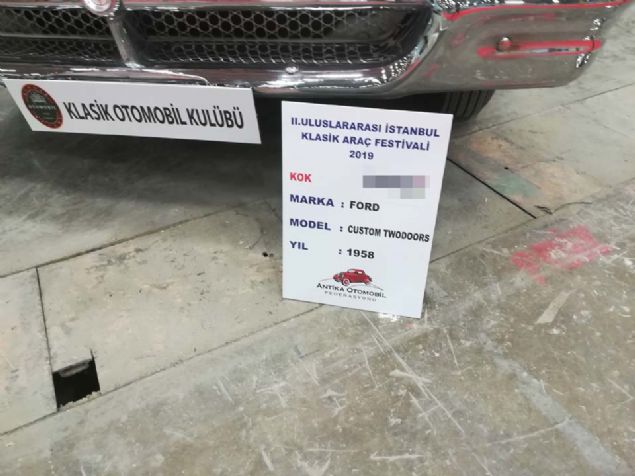 KLASİK OTOMOBİL KULÜBÜ
II.ULUSLARARASI İSTANBUL
KLASİK ARAÇ FESTİVALİ
2019
KOK
MARKA : FORD
MODEL : CUSTOM TWODOORS
YIL : 1958
ANTİKA OTOMOBİL
FEDERASYONU